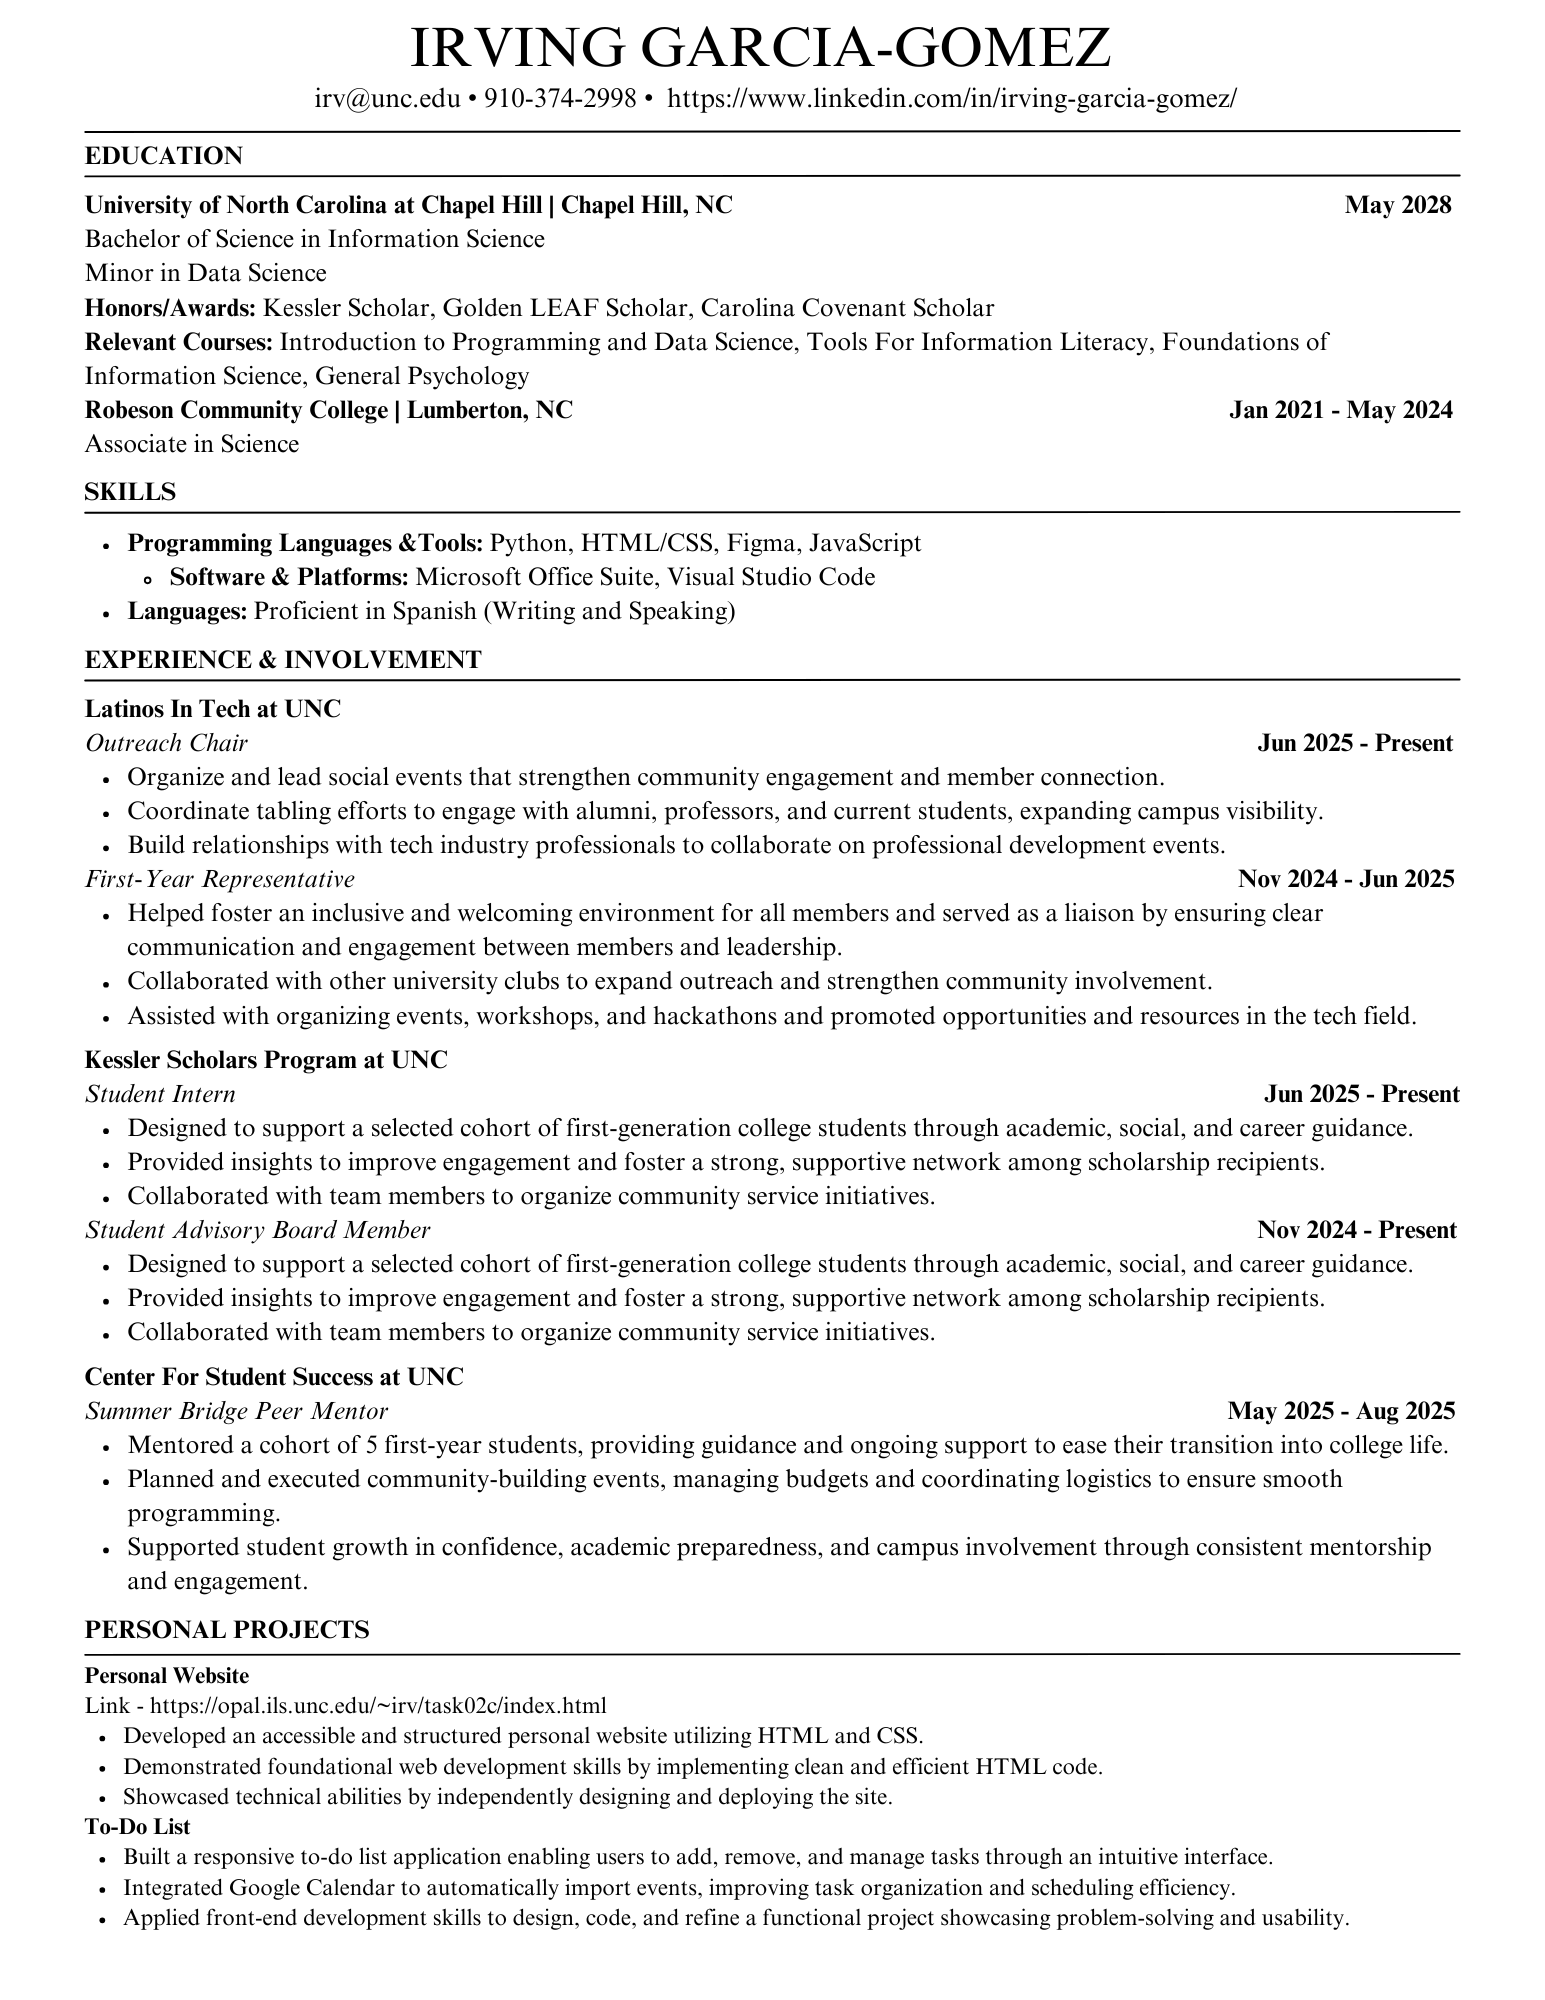 IRVING GARCIA-GOMEZ
irv@unc.edu • 910-374-2998 • https://www.linkedin.com/in/irving-garcia-gomez/
EDUCATION
University of North Carolina at Chapel Hill | Chapel Hill, NC May 2028
Bachelor of Science in Information Science
Minor in Data Science
Honors/Awards: Kessler Scholar, Golden LEAF Scholar, Carolina Covenant Scholar
Relevant Courses: Introduction to Programming and Data Science, Tools For Information Literacy, Foundations of
Information Science, General Psychology
Robeson Community College | Lumberton, NC Jan 2021 - May 2024
Associate in Science
SKILLS
• Programming Languages &Tools: Python, HTML/CSS, Figma, JavaScript
◦ Software & Platforms: Microsoft Office Suite, Visual Studio Code
• Languages: Proficient in Spanish (Writing and Speaking)
EXPERIENCE & INVOLVEMENT
Latinos In Tech at UNC
Outreach Chair Jun 2025 - Present
• Organize and lead social events that strengthen community engagement and member connection.
• Coordinate tabling efforts to engage with alumni, professors, and current students, expanding campus visibility.
• Build relationships with tech industry professionals to collaborate on professional development events.
First-Year Representative Nov 2024 - Jun 2025
• Helped foster an inclusive and welcoming environment for all members and served as a liaison by ensuring clear
communication and engagement between members and leadership.
• Collaborated with other university clubs to expand outreach and strengthen community involvement.
• Assisted with organizing events, workshops, and hackathons and promoted opportunities and resources in the tech field.
Kessler Scholars Program at UNC
Student Intern Jun 2025 - Present
• Designed to support a selected cohort of first-generation college students through academic, social, and career guidance.
• Provided insights to improve engagement and foster a strong, supportive network among scholarship recipients.
• Collaborated with team members to organize community service initiatives.
Student Advisory Board Member Nov 2024 - Present
• Designed to support a selected cohort of first-generation college students through academic, social, and career guidance.
• Provided insights to improve engagement and foster a strong, supportive network among scholarship recipients.
• Collaborated with team members to organize community service initiatives.
Center For Student Success at UNC
Summer Bridge Peer Mentor May 2025 - Aug 2025
• Mentored a cohort of 5 first-year students, providing guidance and ongoing support to ease their transition into college life.
• Planned and executed community-building events, managing budgets and coordinating logistics to ensure smooth
programming.
• Supported student growth in confidence, academic preparedness, and campus involvement through consistent mentorship
and engagement.
PERSONAL PROJECTS
Personal Website
Link - https://opal.ils.unc.edu/~irv/task02c/index.html
• Developed an accessible and structured personal website utilizing HTML and CSS.
• Demonstrated foundational web development skills by implementing clean and efficient HTML code.
• Showcased technical abilities by independently designing and deploying the site.
To-Do List
• Built a responsive to-do list application enabling users to add, remove, and manage tasks through an intuitive interface.
• Integrated Google Calendar to automatically import events, improving task organization and scheduling efficiency.
• Applied front-end development skills to design, code, and refine a functional project showcasing problem-solving and usability.